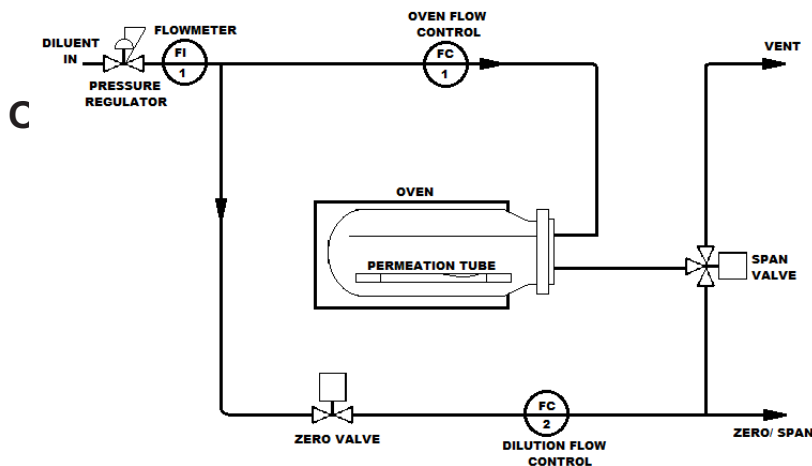 OVEN FLOW
CONTROL
FLOWMETER
DILUENT
IN
FI
1
FC
1
VENT
PRESSURE
REGULATOR
C
OVEN
PERMEATION TUBE
SPAN
VALVE
ZERO VALVE
FC
2
DILUTION FLOW
CONTROL
ZERO/ SPAN